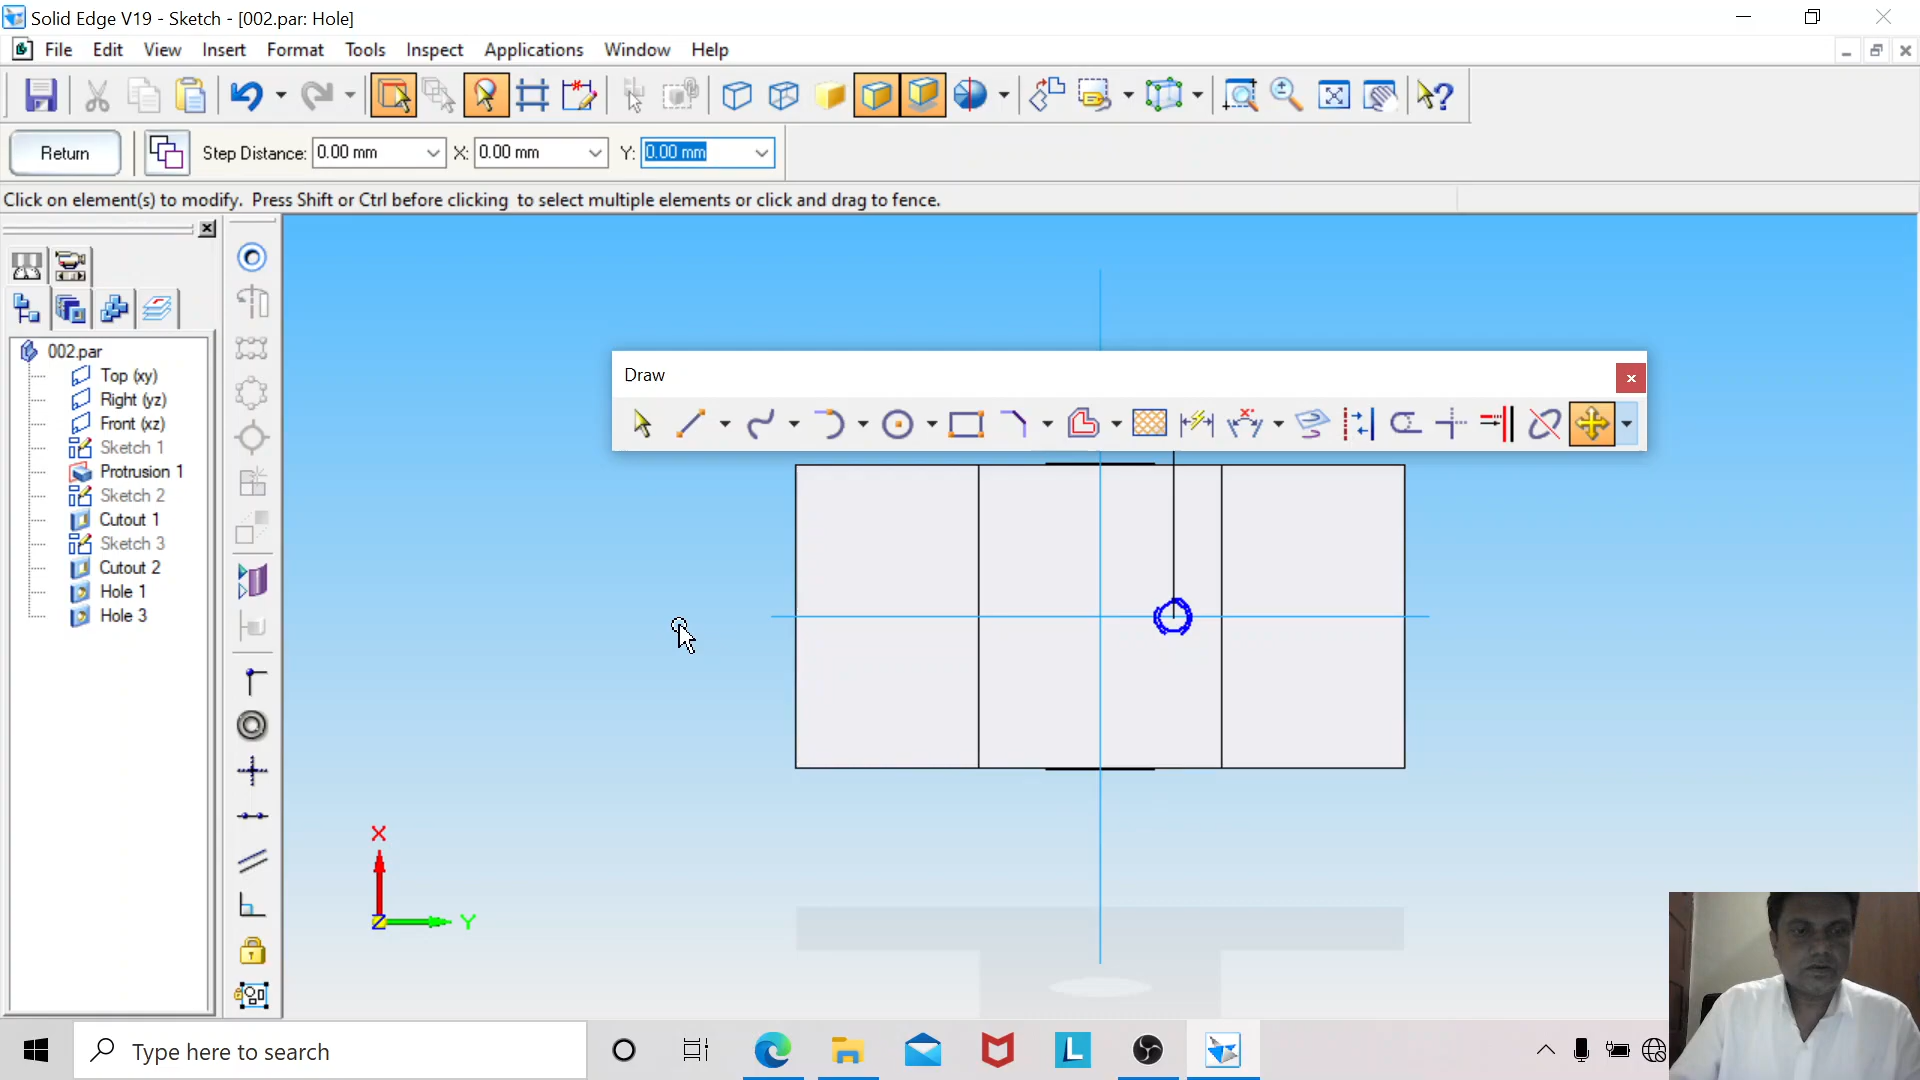 Solid Edge V19 - Sketch - [002.par: Hole]
File Edit View Insert Format Tools Inspect Applications Window Help
Return Step Distance: 0.00 mm X: 0.00 mm Y: 0.00 mm
Click on element(s) to modify. Press Shift or Ctrl before clicking to select multiple elements or click and drag to fence.
Draw
002.par
Top (xy)
Right (yz)
Front (xz)
Sketch 1
Protrusion 1
Sketch 2
Cutout 1
Sketch 3
Cutout 2
Hole 1
Hole 3
X
Z
Y
Type here to search
L